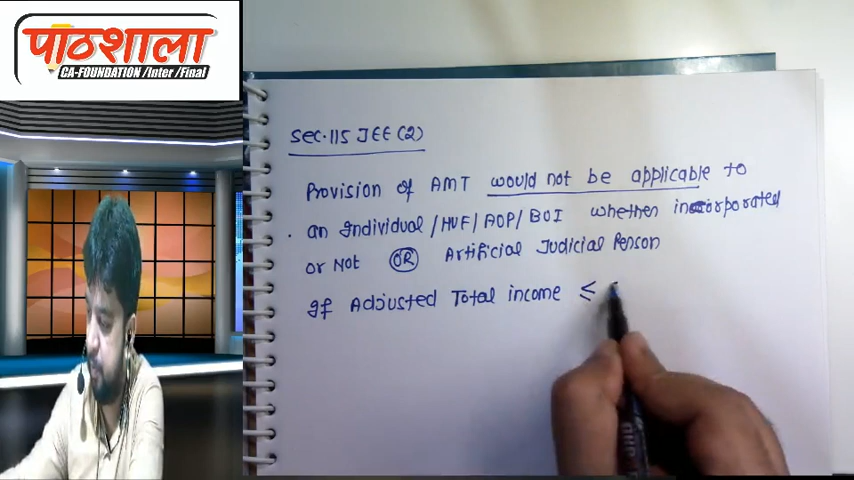 पाठशाला
CA-FOUNDATION /Inter /Final
Sec. 115 JEE (2)
Provision of AMT would not be applicable to
an Individual / HUF / AOP / BOI whether incorporated
or Not OR Artificial Judicial Person
If Adjusted Total income ≤